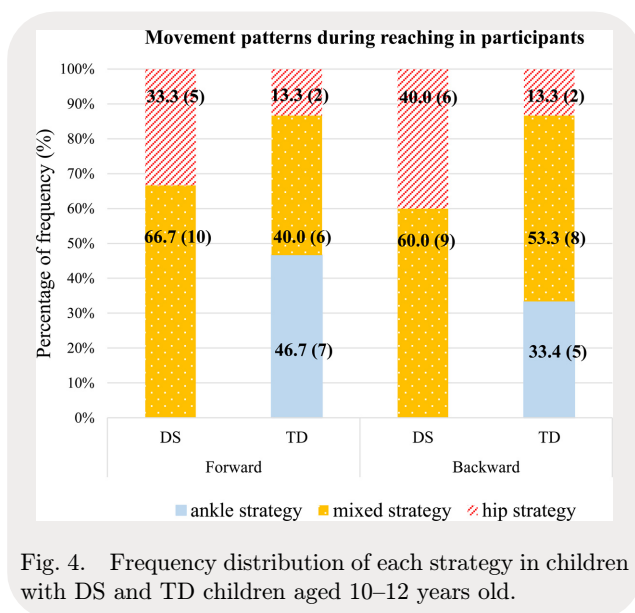 Movement patterns during reaching in participants
Percentage of frequency (%)
100%
90%
80%
70%
60%
50%
40%
30%
20%
10%
0%
33.3 (5)
13.3 (2)
40.0 (6)
13.3 (2)
66.7 (10)
40.0 (6)
60.0 (9)
53.3 (8)
46.7 (7)
33.4 (5)
DS
TD
DS
TD
Forward
Backward
ankle strategy
mixed strategy
hip strategy
Fig. 4. Frequency distribution of each strategy in children
with DS and TD children aged 10–12 years old.